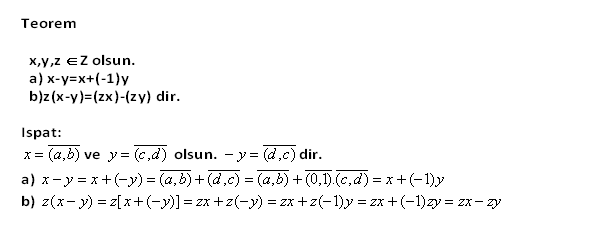 Teorem
x,y,z ∈Z olsun.
a) x-y=x+(-1)y
b)z(x-y)=(zx)-(zy) dir.
Ispat:
x = \overline{(a,b)} ve y = \overline{(c,d)} olsun. −y = \overline{(d,c)} dir.
a) x−y = x+(−y) = \overline{(a,b)}+\overline{(d,c)} = \overline{(a,b)}+\overline{(0,1)}.\overline{(c,d)} = x+(−1)y
b) z(x−y) = z[x+(−y)] = zx+z(−y) = zx+z(−1)y = zx+(−1)zy = zx−zy